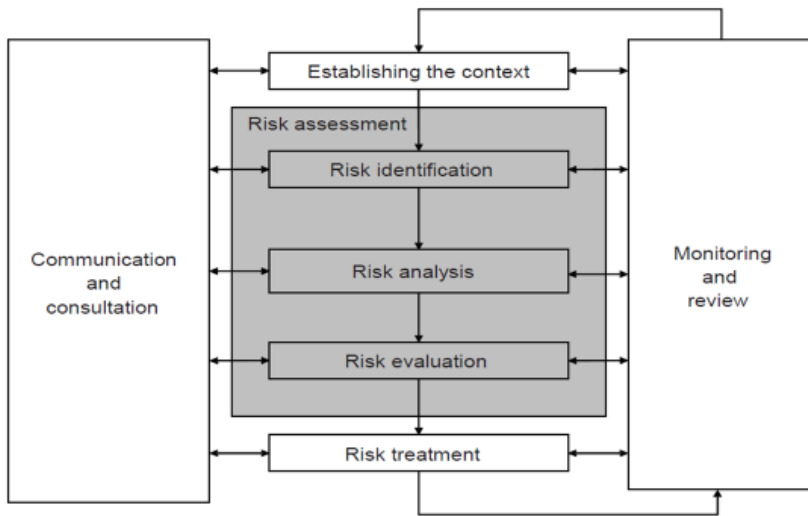 Establishing the context
Risk assessment
Risk identification
Risk analysis
Risk evaluation
Risk treatment
Communication
and
consultation
Monitoring
and
review